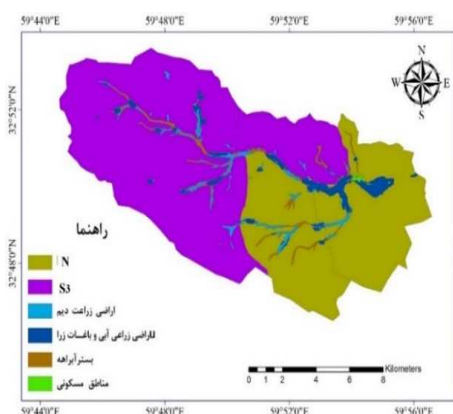 59°44'0"E 59°48'0"E 59°52'0"E 59°56'0"E
N
W E
S
32°52'0"N
32°48'0"N
راهنما
N
S3
اراضی زراعت دیم
اراضی زراعی آبی و باغات زرا
بستر آبراهه
مناطق مسکونی
Kilometers
0 1 2 4 6 8
59°44'0"E 59°48'0"E 59°52'0"E 59°56'0"E